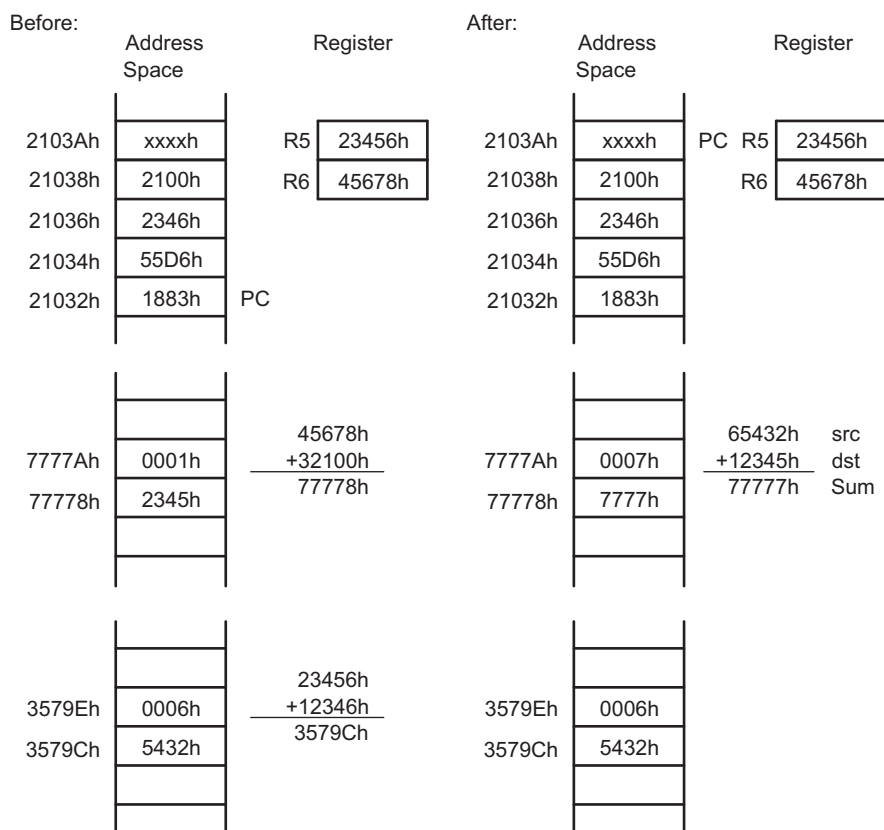 Before:
Address Space
Register
2103Ah xxxxh R5 23456h
21038h 2100h R6 45678h
21036h 2346h
21034h 55D6h
21032h 1883h PC
45678h
7777Ah 0001h +32100h
77778h 2345h 77778h
23456h
3579Eh 0006h +12346h
3579Ch 5432h 3579Ch
After:
Address Space
Register
2103Ah xxxxh PC R5 23456h
21038h 2100h R6 45678h
21036h 2346h
21034h 55D6h
21032h 1883h
65432h src
7777Ah 0007h +12345h dst
77778h 7777h 77777h Sum
3579Eh 0006h
3579Ch 5432h